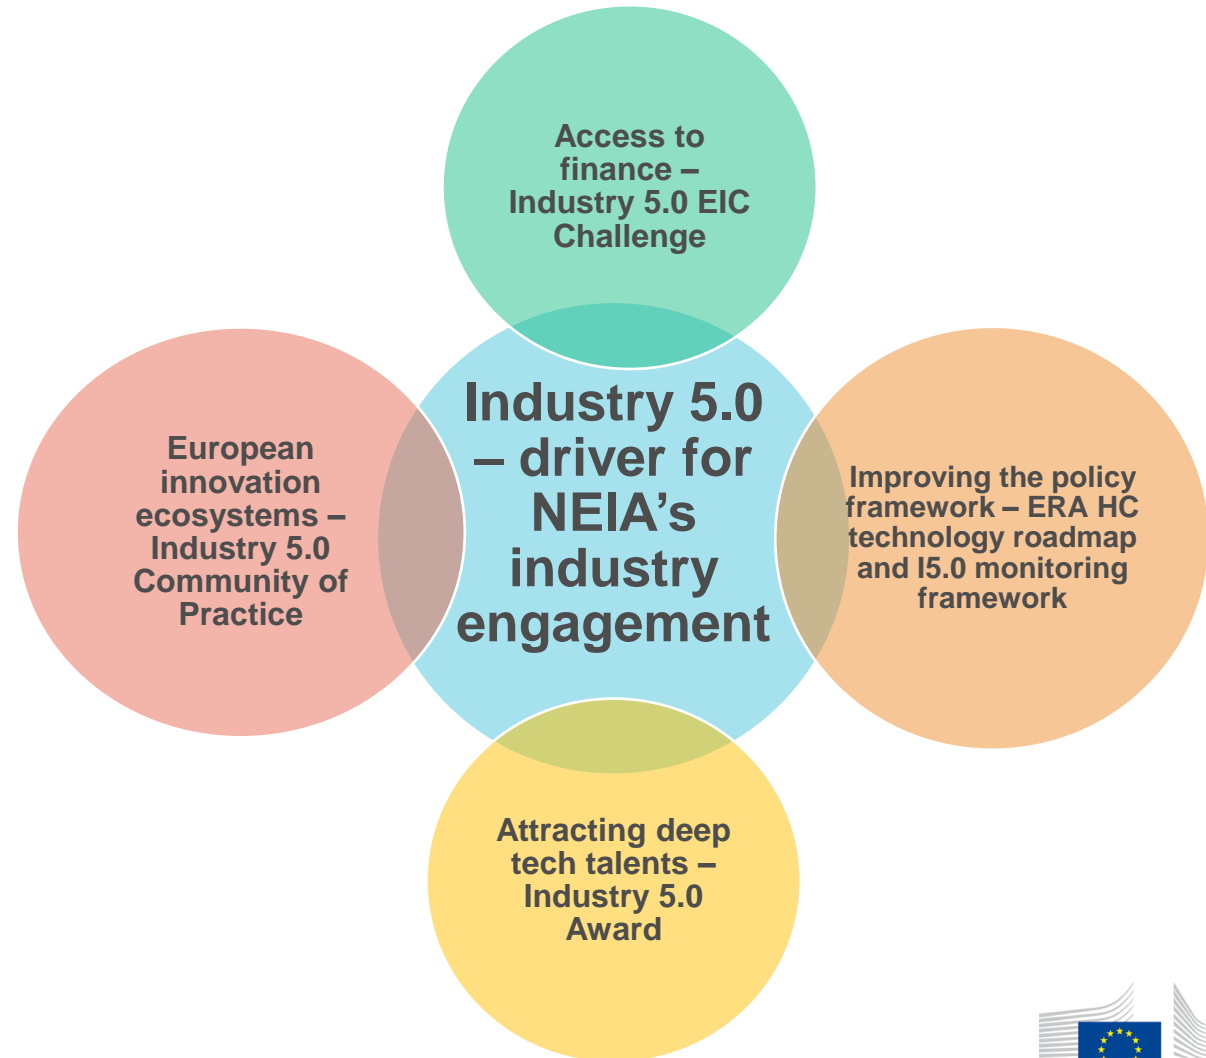 Access to
finance –
Industry 5.0 EIC
Challenge
European
innovation
ecosystems –
Industry 5.0
Community of
Practice
Industry 5.0
– driver for
NEIA’s
industry
engagement
Improving the policy
framework – ERA HC
technology roadmap
and I5.0 monitoring
framework
Attracting deep
tech talents –
Industry 5.0
Award